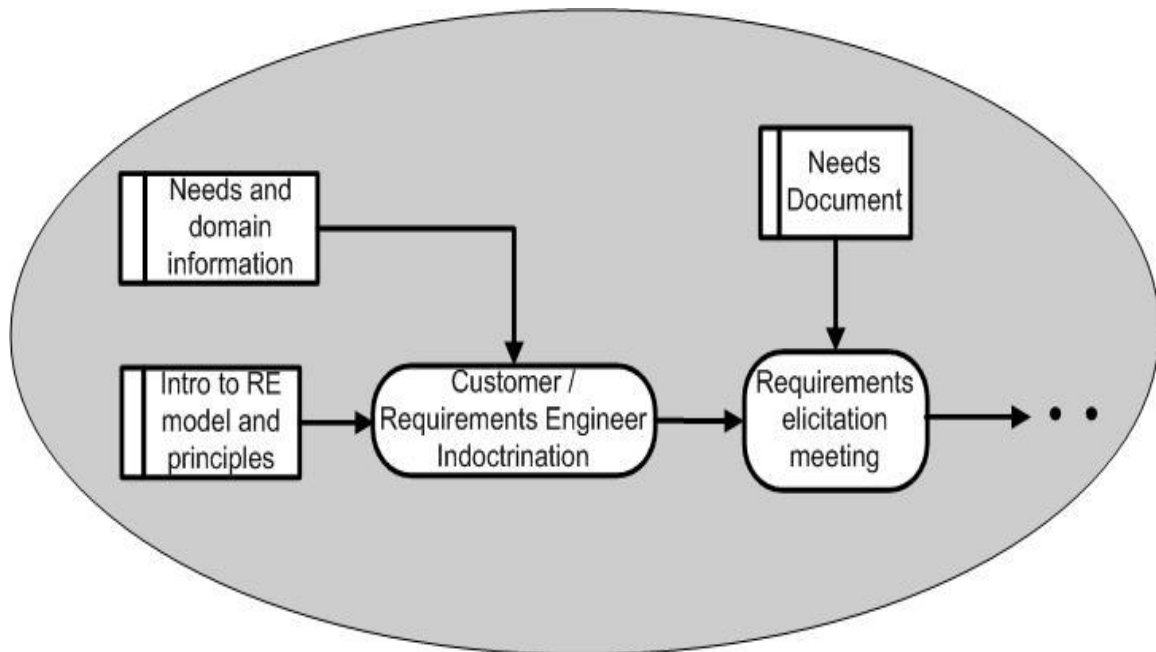 Needs and
domain
information
Needs
Document
Intro to RE
model and
principles
Customer /
Requirements Engineer
Indoctrination
Requirements
elicitation
meeting